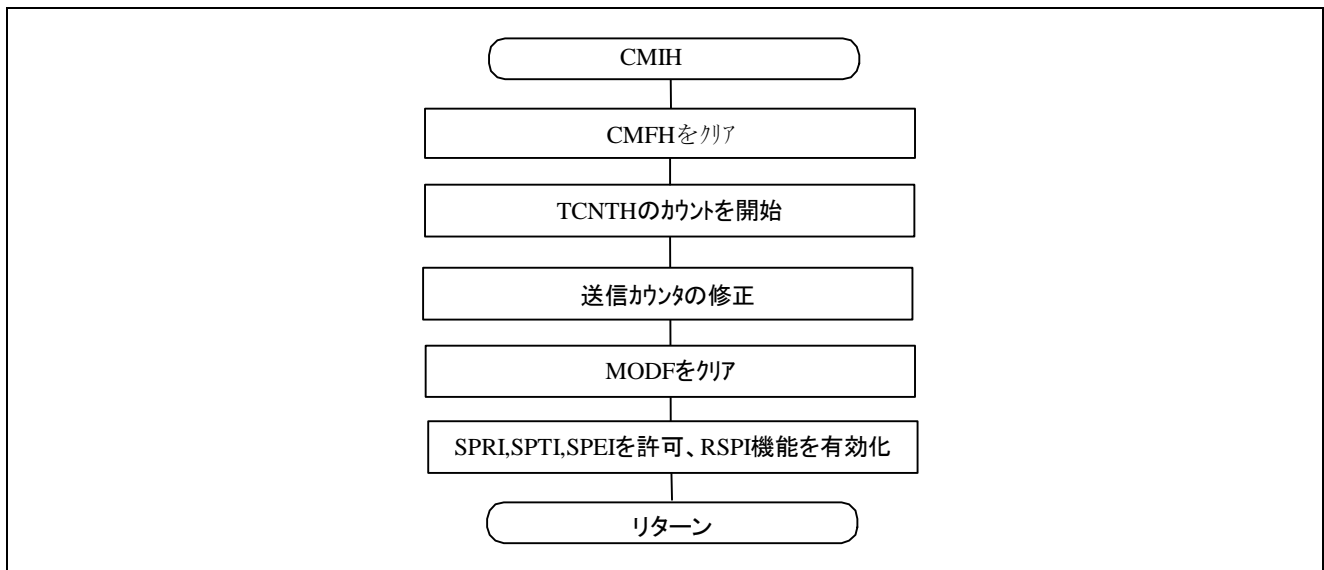 CMIH
CMFHをｸﾘｱ
TCNTHのｶｳﾝﾄを開始
送信ｶｳﾝﾀの修正
MODFをｸﾘｱ
SPRI,SPTI,SPEIを許可、RSPI機能を有効化
リターン